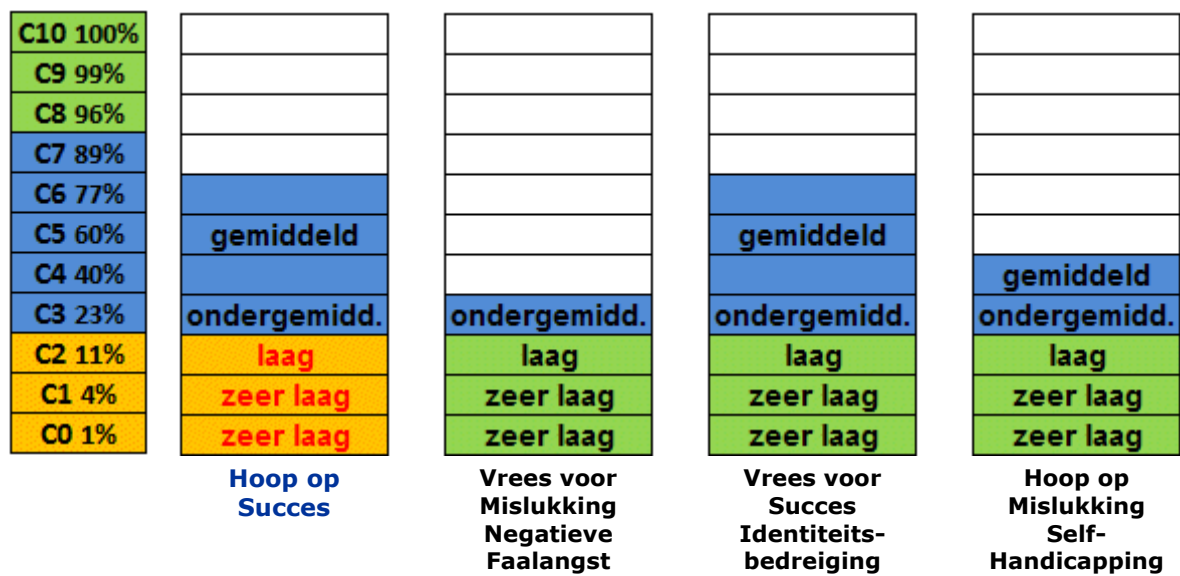 C10 100%
C9 99%
C8 96%
C7 89%
C6 77%
C5 60% gemiddeld gemiddeld
C4 40% gemiddeld
C3 23% ondergemidd. ondergemidd. ondergemidd. ondergemidd.
C2 11% laag laag laag laag
C1 4% zeer laag zeer laag zeer laag zeer laag
C0 1% zeer laag zeer laag zeer laag zeer laag
Hoop op
Succes
Vrees voor
Mislukking
Negatieve
Faalangst
Vrees voor
Succes
Identiteits-
bedreiging
Hoop op
Mislukking
Self-
Handicapping